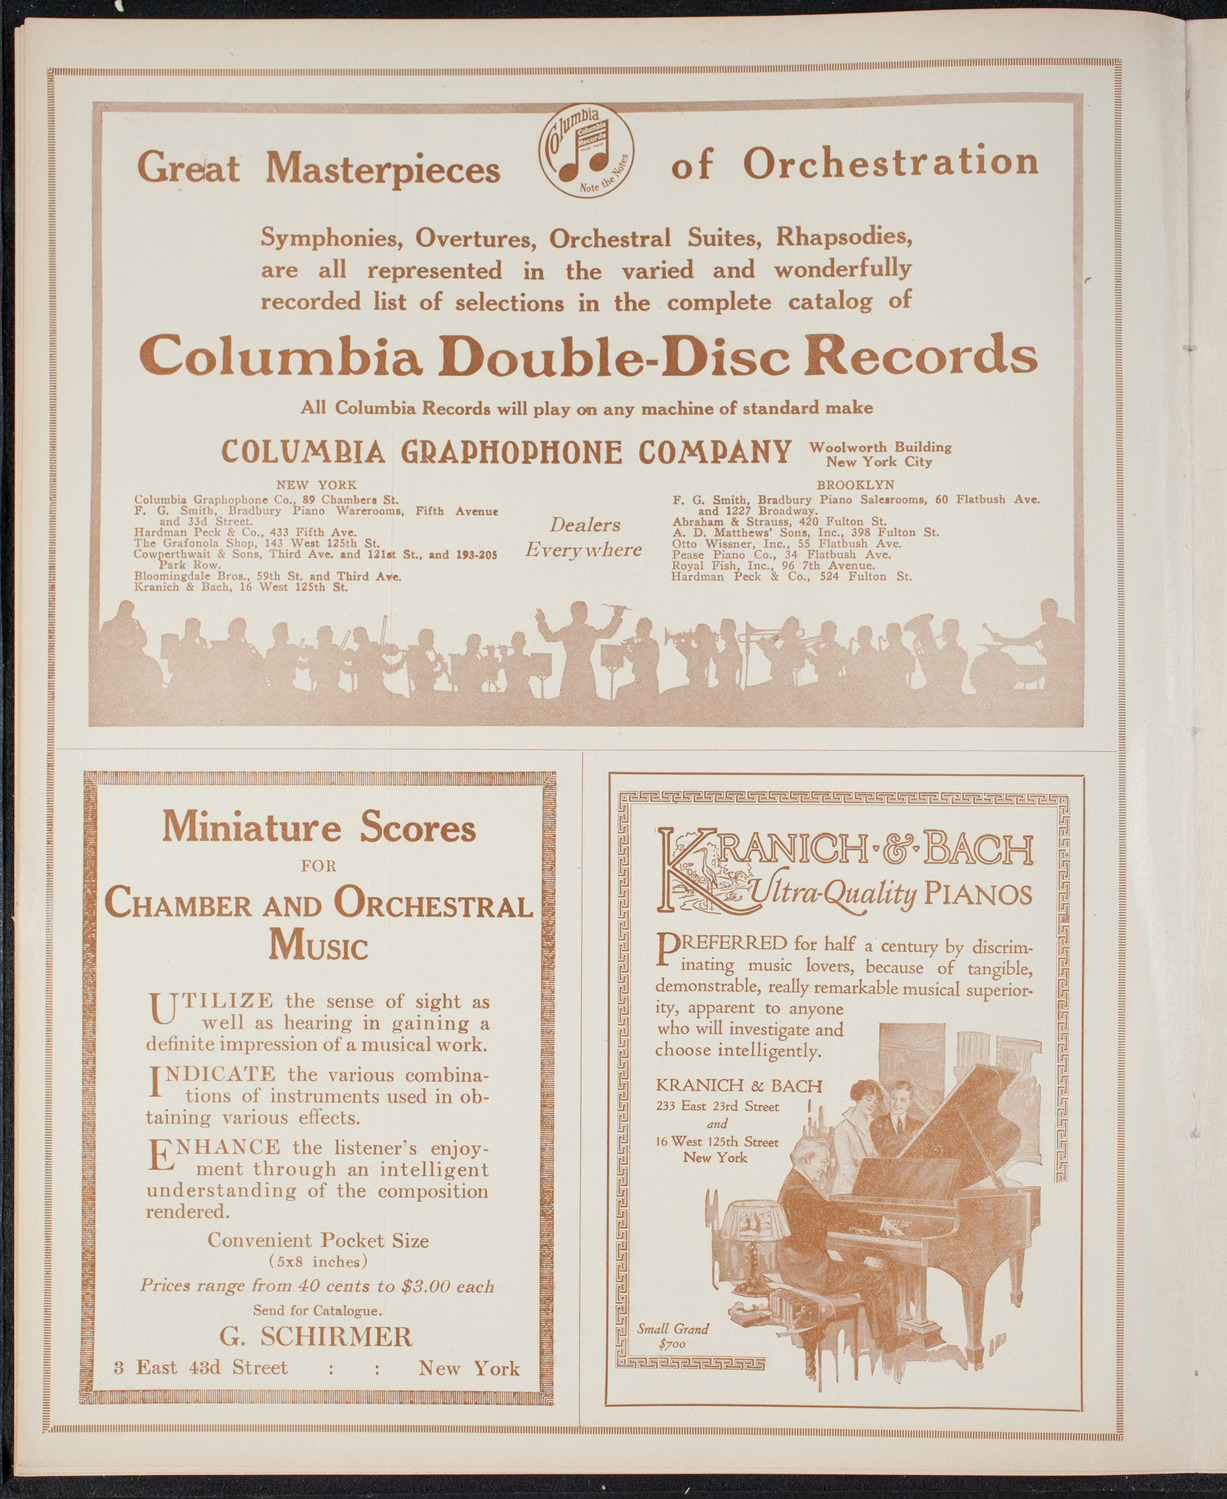 Columbia
Columbia
Records
Note the Notes
Great Masterpieces of Orchestration
Symphonies, Overtures, Orchestral Suites, Rhapsodies,
are all represented in the varied and wonderfully
recorded list of selections in the complete catalog of
Columbia Double-Disc Records
All Columbia Records will play on any machine of standard make
COLUMBIA GRAPHOPHONE COMPANY Woolworth Building
New York City
NEW YORK
Columbia Graphophone Co., 89 Chambers St.
F. G. Smith, Bradbury Piano Warerooms, Fifth Avenue
and 33d Street.
Hardman Peck & Co., 433 Fifth Ave.
The Grafonola Shop, 143 West 125th St.
Cowperthwait & Sons, Third Ave. and 121st St., and 193-205
Park Row.
Bloomingdale Bros., 59th St. and Third Ave.
Kranich & Bach, 16 West 125th St.
Dealers
Everywhere
BROOKLYN
F. G. Smith, Bradbury Piano Salesrooms, 60 Flatbush Ave.
and 1227 Broadway.
Abraham & Strauss, 420 Fulton St.
A. D. Matthews' Sons, Inc., 398 Fulton St.
Otto Wissner, Inc., 55 Flatbush Ave.
Pease Piano Co., 34 Flatbush Ave.
Royal Fish, Inc., 96 7th Avenue.
Hardman Peck & Co., 524 Fulton St.
Miniature Scores
FOR
CHAMBER AND ORCHESTRAL
MUSIC
UTILIZE the sense of sight as
well as hearing in gaining a
definite impression of a musical work.
INDICATE the various combina-
tions of instruments used in ob-
taining various effects.
ENHANCE the listener's enjoy-
ment through an intelligent
understanding of the composition
rendered.
Convenient Pocket Size
(5x8 inches)
Prices range from 40 cents to $3.00 each
Send for Catalogue.
G. SCHIRMER
3 East 43d Street : : New York
KRANICH & BACH
Ultra-Quality PIANOS
PREFERRED for half a century by discrim-
inating music lovers, because of tangible,
demonstrable, really remarkable musical superior-
ity, apparent to anyone
who will investigate and
choose intelligently.
KRANICH & BACH
233 East 23rd Street
and
16 West 125th Street
New York
Small Grand
$700